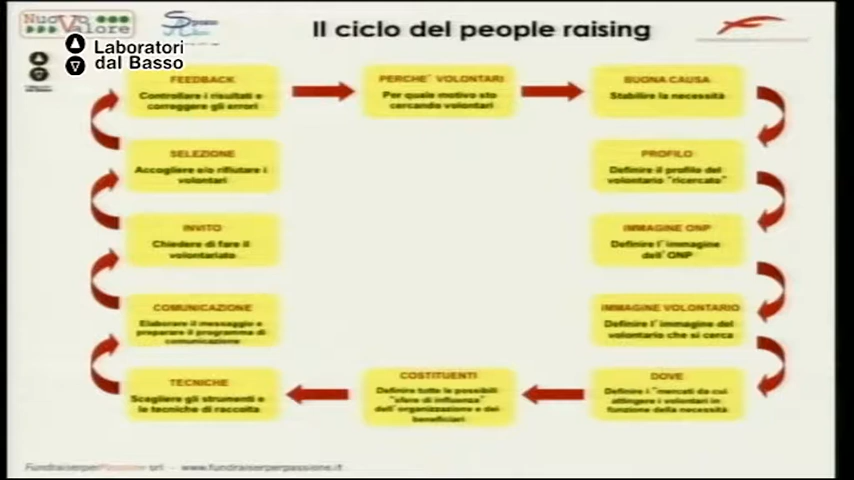 Nuovo Valore
Il ciclo del people raising
Laboratori
dal Basso
FEEDBACK
Controllare i risultati e
correggere gli errori
PERCHE' VOLONTARI
Per quale motivo sto
cercando volontari
BUONA CAUSA
Stabilire la necessità
SELEZIONE
Accogliere e/o rifiutare i
volontari
PROFILO
Definire il profilo del
volontario "ricercato"
INVITO
Chiedere di fare il
volontariato
IMMAGINE ONP
Definire l'immagine
dell'ONP
COMUNICAZIONE
Elaborare il messaggio e
preparare il programma di
comunicazione
IMMAGINE VOLONTARIO
Definire l'immagine del
volontario che si cerca
TECNICHE
Scegliere gli strumenti e
le tecniche di raccolta
COSTITUENTI
Definire tutte le possibili
"sfere di influenza"
dell'organizzazione e dei
beneficiari
DOVE
Definire i "mercati da cui
attingere i volontari in
funzione della necessità
FundraiserperPassione srl - www.fundraiserperpassione.it